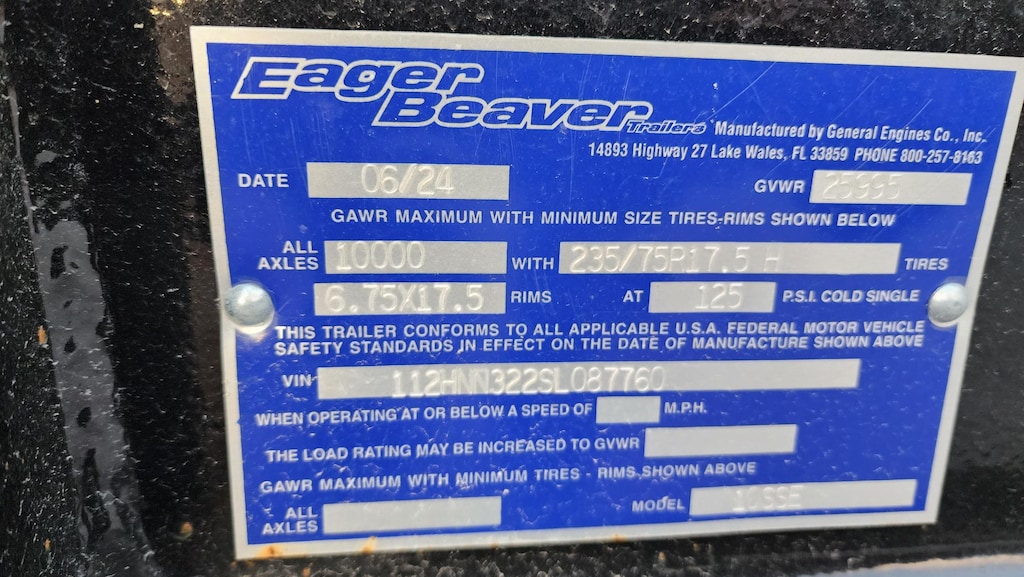 Eager
Beaver Trailers Manufactured by General Engines Co., Inc.
14893 Highway 27 Lake Wales, FL 33859 PHONE 800-257-8163
DATE 06/24 GVWR 25995
GAWR MAXIMUM WITH MINIMUM SIZE TIRES-RIMS SHOWN BELOW
ALL AXLES 10000 WITH 235/75R17.5 H TIRES
6.75X17.5 RIMS AT 125 P.S.I. COLD SINGLE
THIS TRAILER CONFORMS TO ALL APPLICABLE U.S.A. FEDERAL MOTOR VEHICLE
SAFETY STANDARDS IN EFFECT ON THE DATE OF MANUFACTURE SHOWN ABOVE
VIN 112HNN322SL087760
WHEN OPERATING AT OR BELOW A SPEED OF M.P.H.
THE LOAD RATING MAY BE INCREASED TO GVWR
GAWR MAXIMUM WITH MINIMUM TIRES - RIMS SHOWN ABOVE
ALL AXLES MODEL